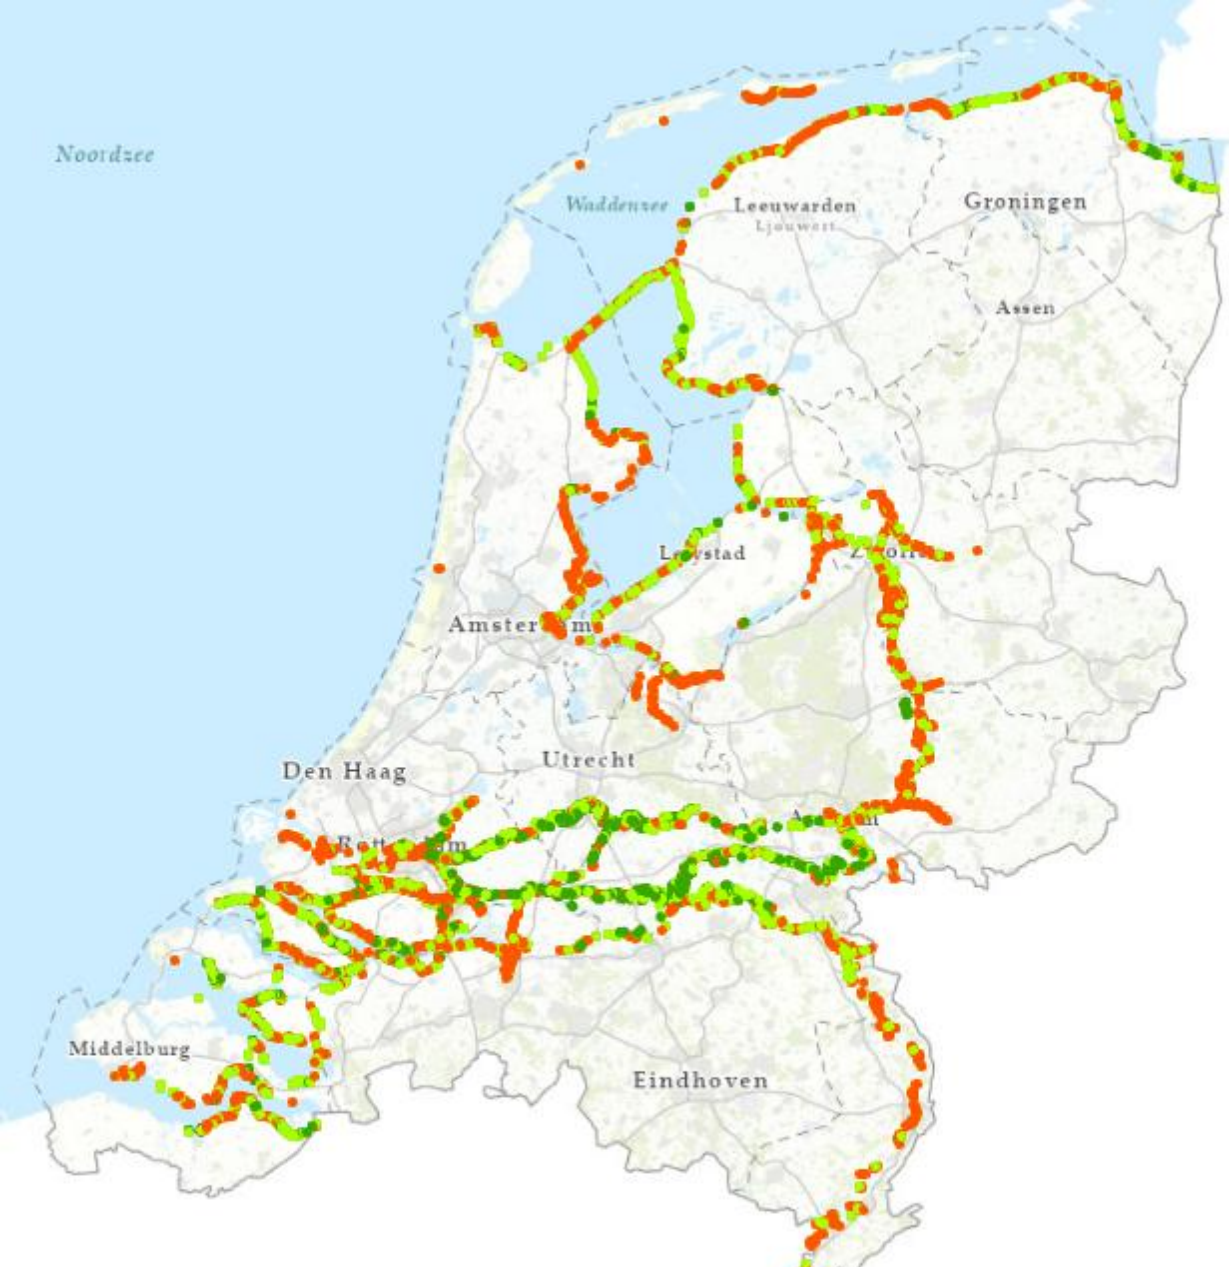 Noordzee
Waddenzee
Leeuwarden
Ljouwert
Groningen
Assen
Amsterdam
Utrecht
Den Haag
Middelburg
Eindhoven